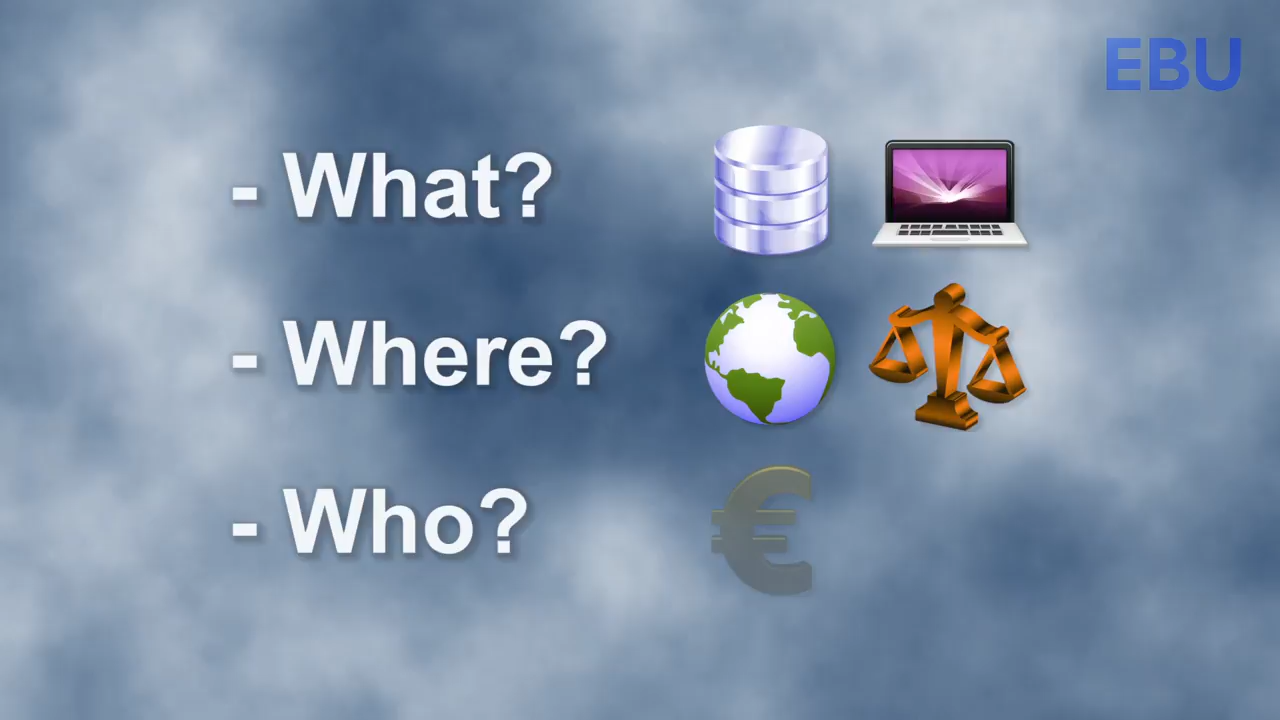 EBU
- What?
- Where?
- Who?
€